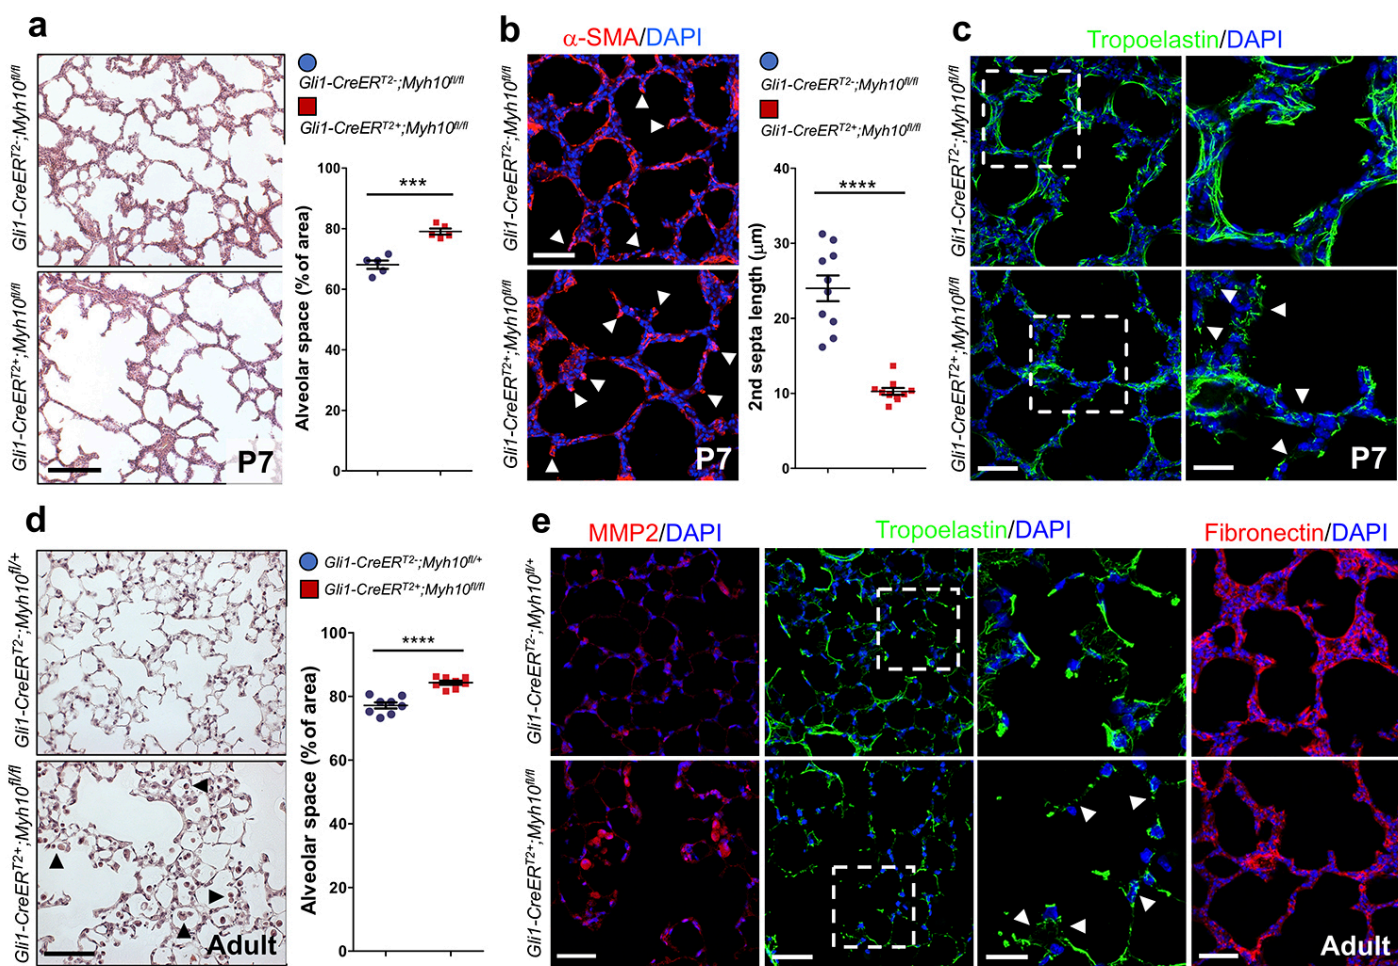 a
Gli1-CreERT2-;Myh10fl/fl
Gli1-CreERT2+;Myh10fl/fl
P7
Gli1-CreERT2-;Myh10fl/fl
Gli1-CreERT2+;Myh10fl/fl
***
Alveolar space (% of area)
100
80
60
40
20
0
b
α-SMA/DAPI
Gli1-CreERT2-;Myh10fl/fl
Gli1-CreERT2+;Myh10fl/fl
P7
Gli1-CreERT2-;Myh10fl/fl
Gli1-CreERT2+;Myh10fl/fl
****
2nd septa length (μm)
40
30
20
10
0
c
Tropoelastin/DAPI
Gli1-CreERT2-;Myh10fl/fl
Gli1-CreERT2+;Myh10fl/fl
P7
d
Gli1-CreERT2-;Myh10fl/+
Gli1-CreERT2+;Myh10fl/fl
Adult
Gli1-CreERT2-;Myh10fl/+
Gli1-CreERT2+;Myh10fl/fl
****
Alveolar space (% of area)
100
80
60
40
20
0
e
MMP2/DAPI
Tropoelastin/DAPI
Fibronectin/DAPI
Gli1-CreERT2-;Myh10fl/+
Gli1-CreERT2+;Myh10fl/fl
Adult